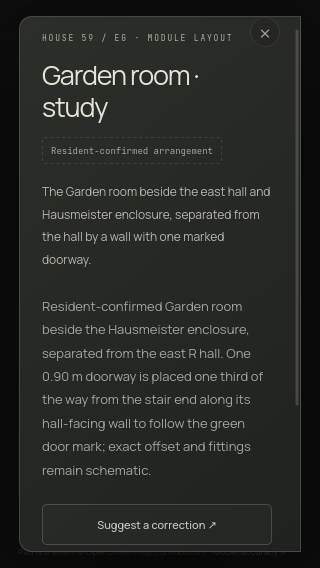 HOUSE 59 / EG · MODULE LAYOUT
Garden room ·
study
Resident-confirmed arrangement
The Garden room beside the east hall and
Hausmeister enclosure, separated from
the hall by a wall with one marked
doorway.
Resident-confirmed Garden room
beside the Hausmeister enclosure,
separated from the east R hall. One
0.90 m doorway is placed one third of
the way from the stair end along its
hall-facing wall to follow the green
door mark; exact offset and fittings
remain schematic.
Suggest a correction ↗